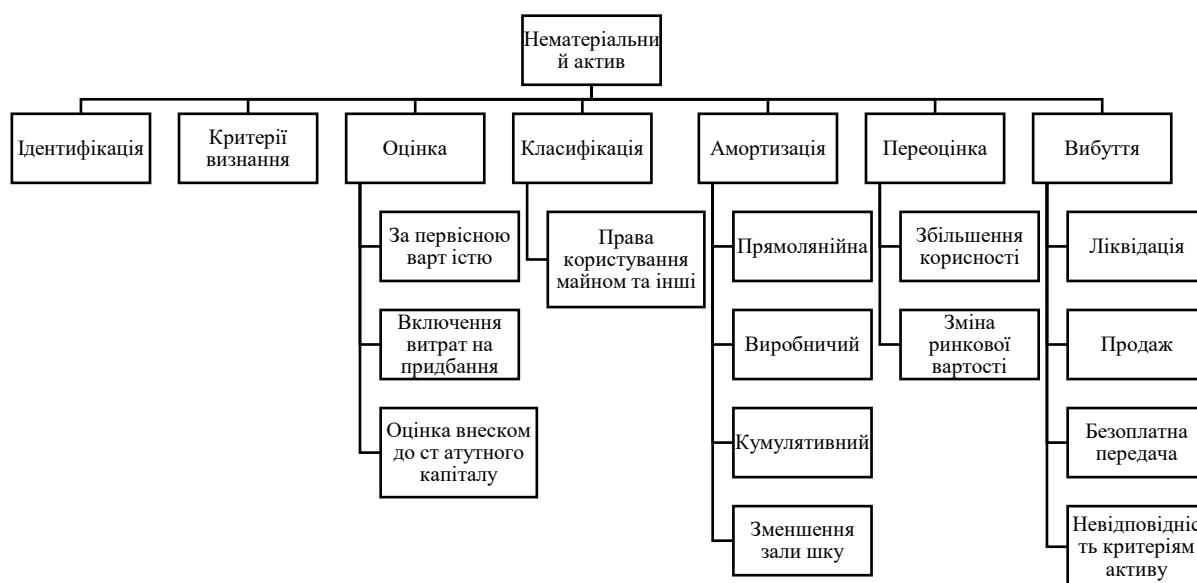 Нематеріальни
й актив
Ідентифікація
Критерії
визнання
Оцінка
Класифікація
Амортизація
Переоцінка
Вибуття
За первісною
варт істю
Включення
витрат на
придбання
Оцінка внеском
до ст атутного
капіталу
Права
користування
майном та інші
Прямолянійна
Виробничий
Кумулятивний
Зменшення
зали шку
Збільшення
корисності
Зміна
ринкової
вартості
Ліквідація
Продаж
Безоплатна
передача
Невідповідніс
ть критеріям
активу